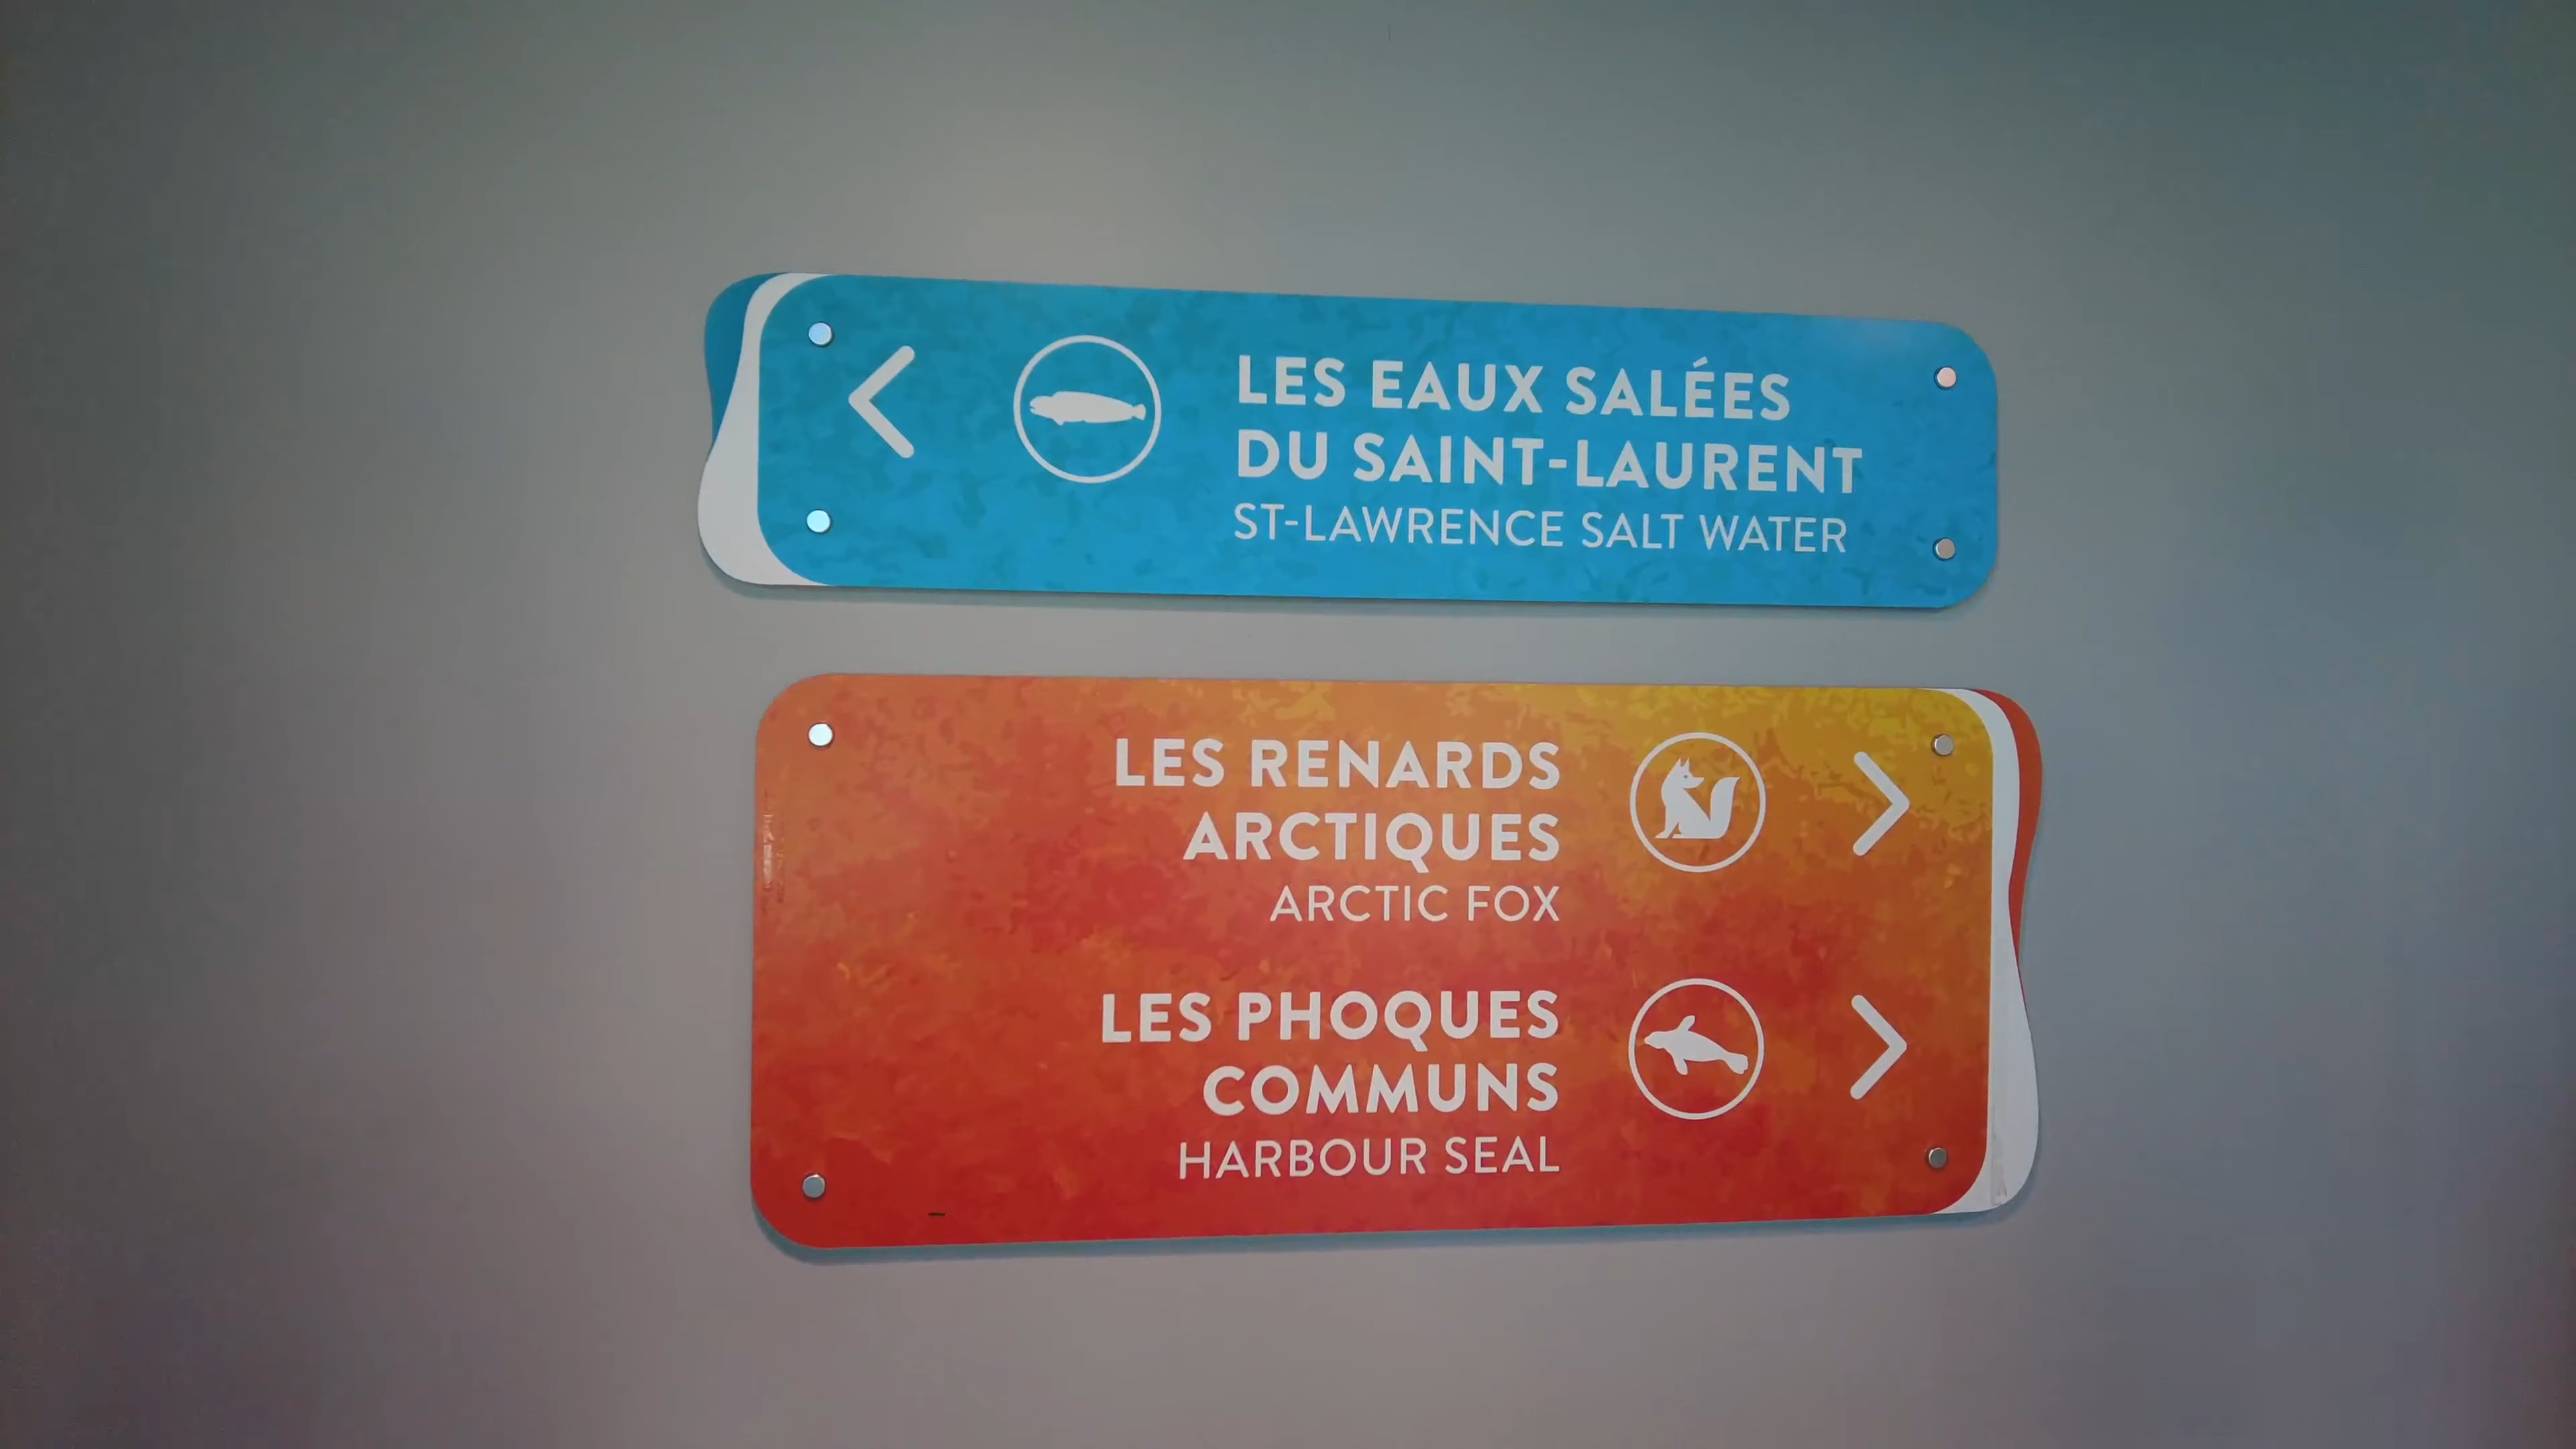 LES EAUX SALÉES
DU SAINT-LAURENT
ST-LAWRENCE SALT WATER
LES RENARDS
ARCTIQUES
ARCTIC FOX
LES PHOQUES
COMMUNS
HARBOUR SEAL